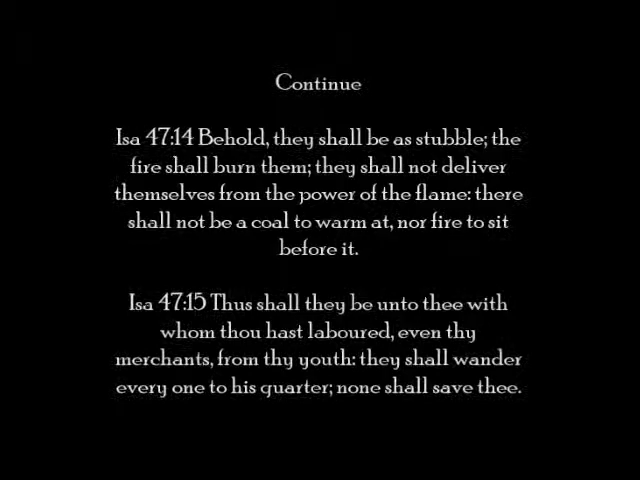 Continue
Isa 47:14 Behold, they shall be as stubble; the
fire shall burn them; they shall not deliver
themselves from the power of the flame: there
shall not be a coal to warm at, nor fire to sit
before it.
Isa 47:15 Thus shall they be unto thee with
whom thou hast laboured, even thy
merchants, from thy youth: they shall wander
every one to his quarter; none shall save thee.